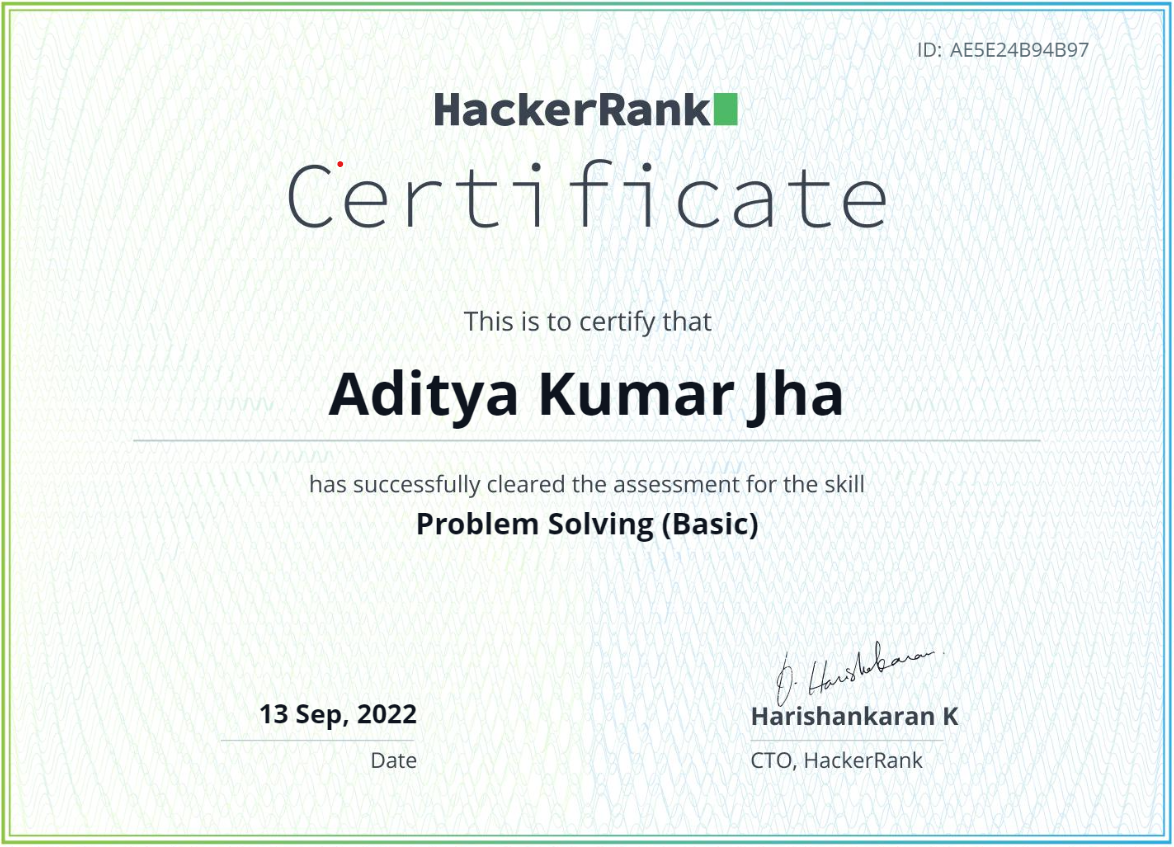 ID: AE5E24B94B97
HackerRank
Certificate
This is to certify that
Aditya Kumar Jha
has successfully cleared the assessment for the skill
Problem Solving (Basic)
13 Sep, 2022
Date
Harishankaran K
CTO, HackerRank